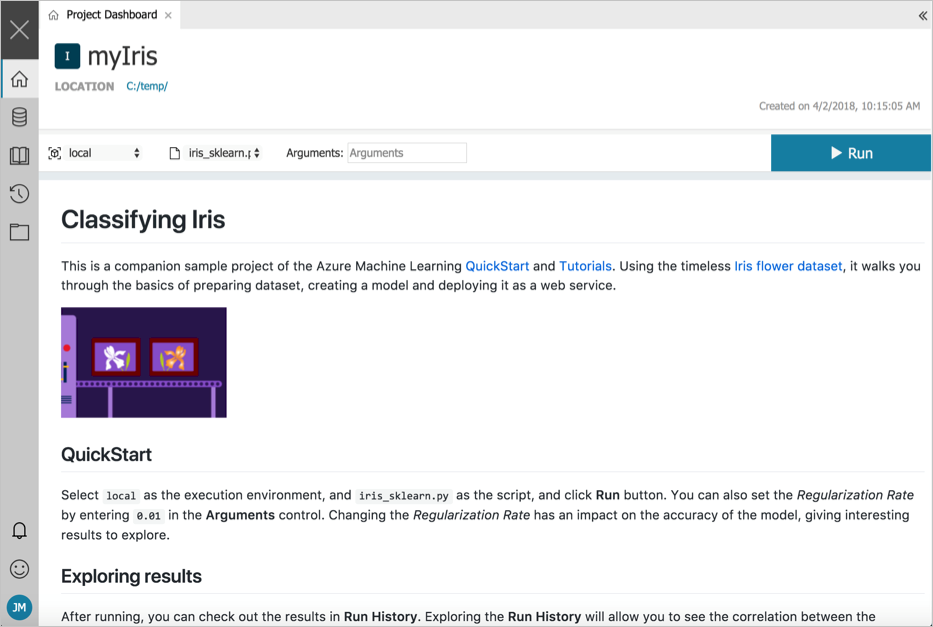 Project Dashboard
I myIris
LOCATION C:/temp/
Created on 4/2/2018, 10:15:05 AM
local iris_sklearn.p Arguments: Arguments Run
Classifying Iris
This is a companion sample project of the Azure Machine Learning QuickStart and Tutorials. Using the timeless Iris flower dataset, it walks you
through the basics of preparing dataset, creating a model and deploying it as a web service.
QuickStart
Select local as the execution environment, and iris_sklearn.py as the script, and click Run button. You can also set the Regularization Rate
by entering 0.01 in the Arguments control. Changing the Regularization Rate has an impact on the accuracy of the model, giving interesting
results to explore.
Exploring results
After running, you can check out the results in Run History. Exploring the Run History will allow you to see the correlation between the
JM